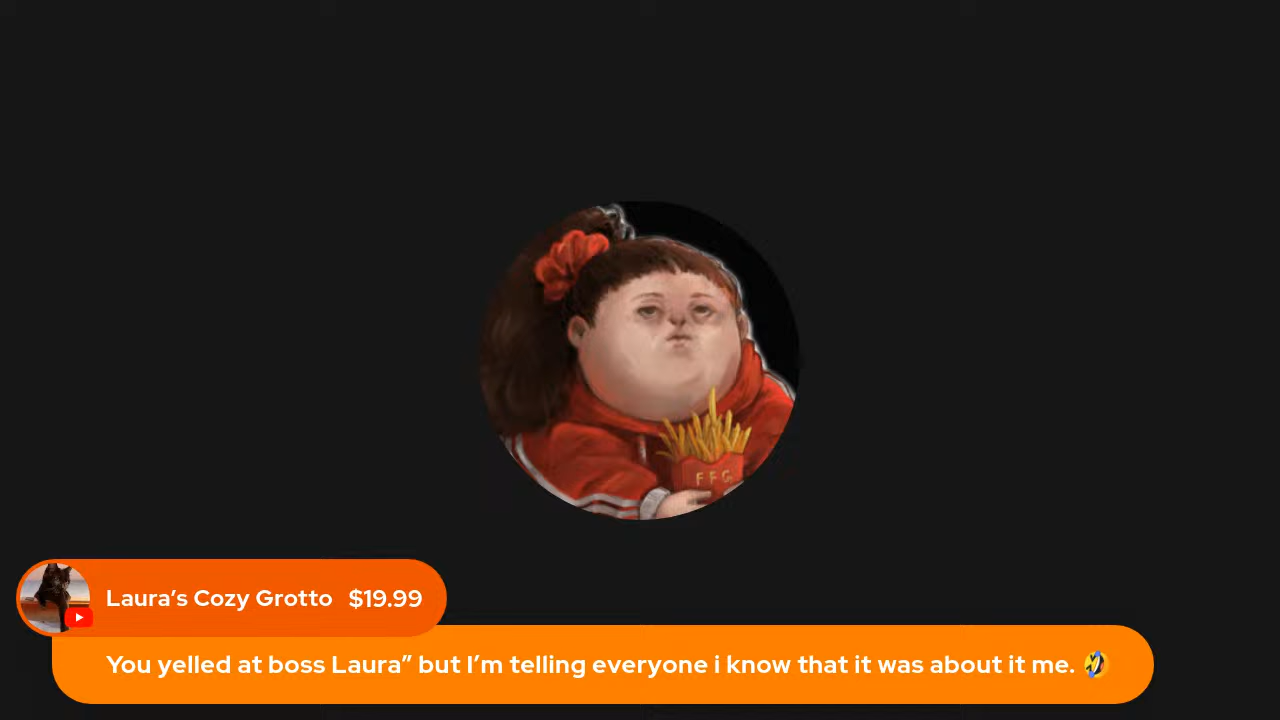 FFG
Laura’s Cozy Grotto $19.99
You yelled at boss Laura” but I’m telling everyone i know that it was about it me. 🤣